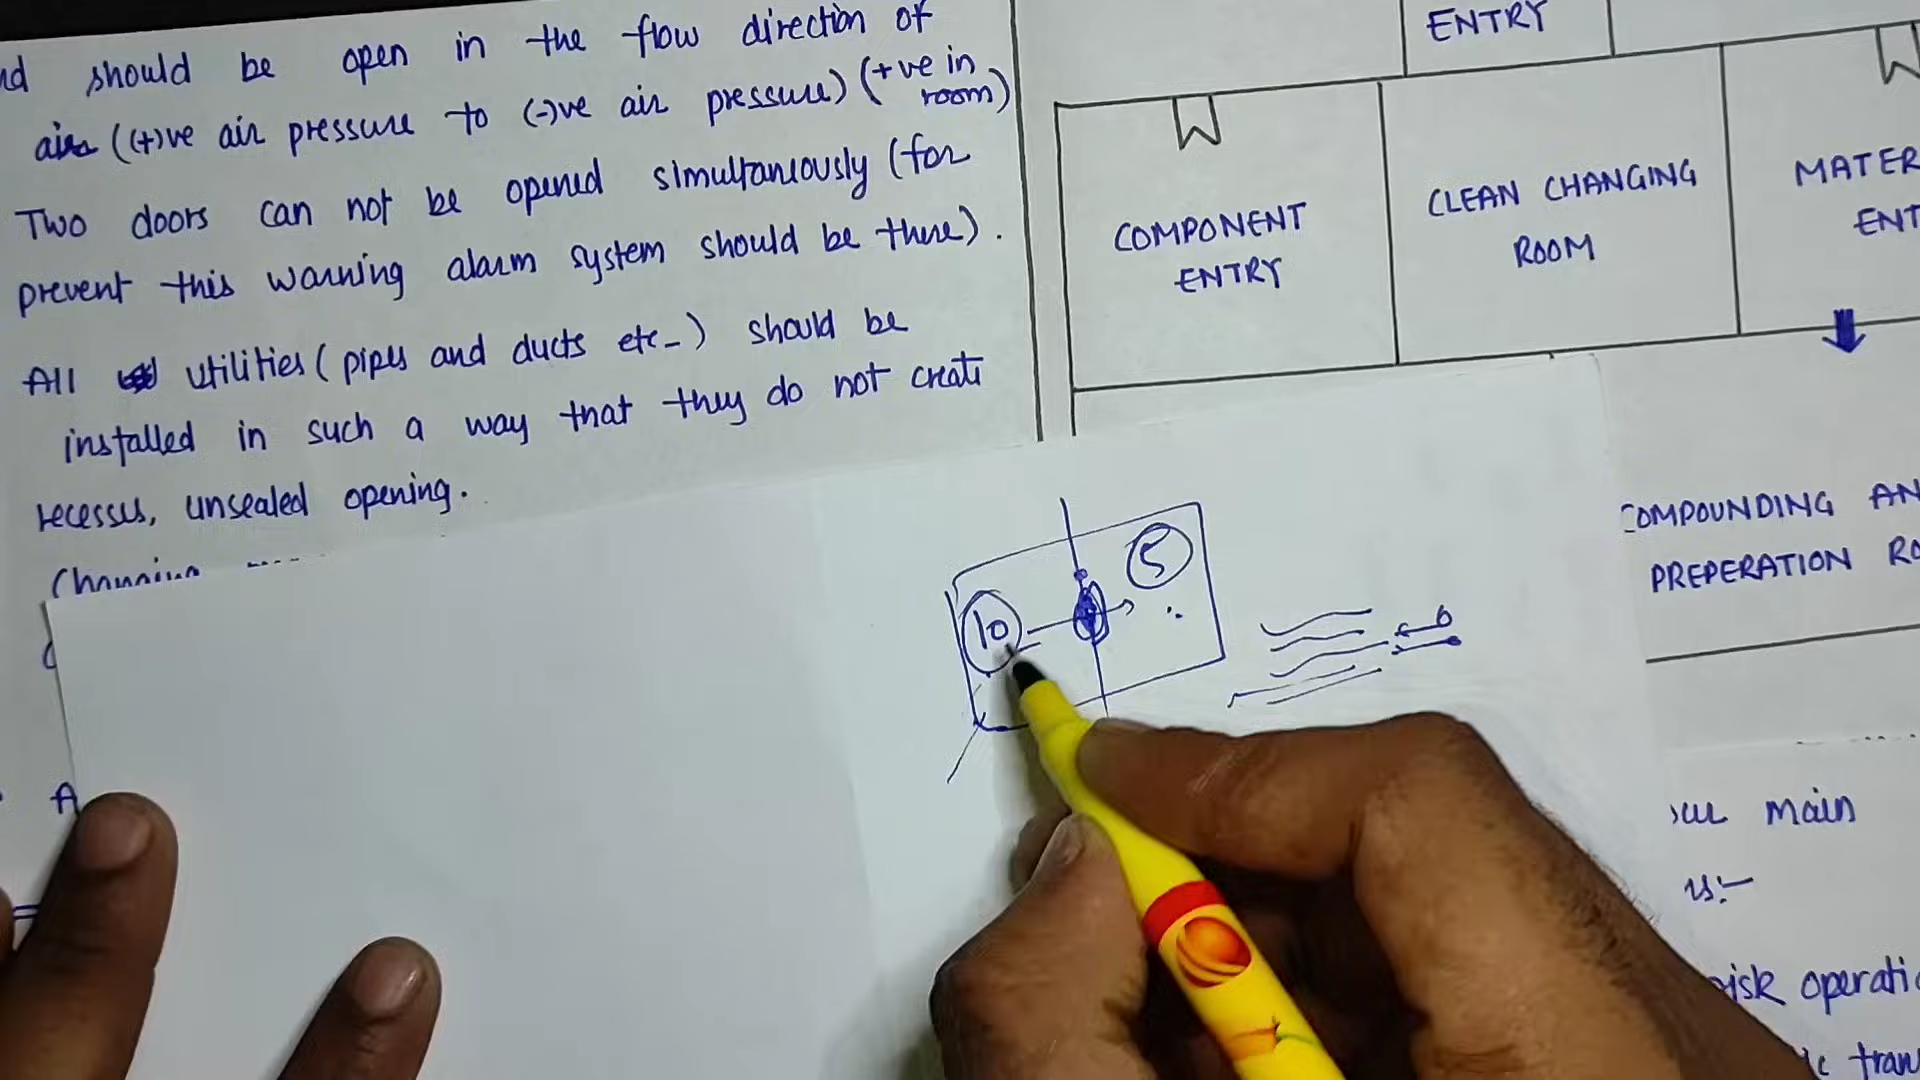 should be open in the flow direction of
air (+)ve air pressure to (-)ve air pressure) (+ve in
room)
Two doors can not be opened simultaneously (for
prevent this warning alarm system should be there).
All utilities (pipes and ducts etc-) should be
installed in such a way that they do not create
recesses, unsealed opening.
ENTRY
COMPONENT
ENTRY
CLEAN CHANGING
ROOM
10
5
COMPOUNDING AN
PREPERATION RO
main
risk operati